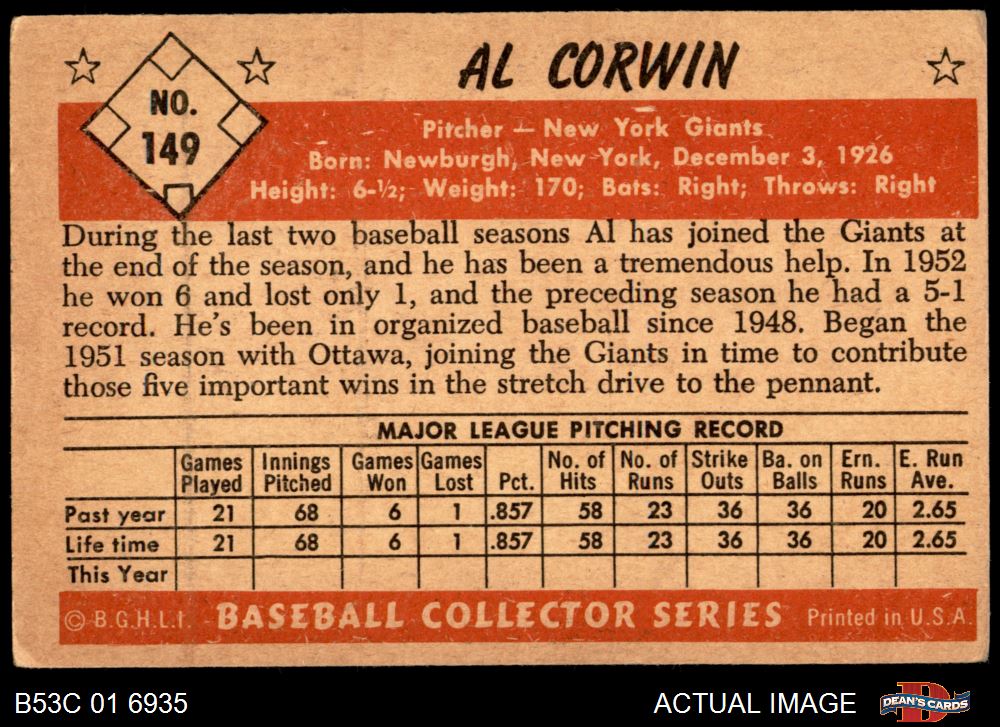 AL CORWIN
NO.
149
Pitcher — New York Giants
Born: Newburgh, New York, December 3, 1926
Height: 6-½; Weight: 170; Bats: Right; Throws: Right
During the last two baseball seasons Al has joined the Giants at
the end of the season, and he has been a tremendous help. In 1952
he won 6 and lost only 1, and the preceding season he had a 5-1
record. He's been in organized baseball since 1948. Began the
1951 season with Ottawa, joining the Giants in time to contribute
those five important wins in the stretch drive to the pennant.
MAJOR LEAGUE PITCHING RECORD
Games Innings Games Games No. of No. of Strike Ba. on Ern. E. Run
Played Pitched Won Lost Pct. Hits Runs Outs Balls Runs Ave.
Past year 21 68 6 1 .857 58 23 36 36 20 2.65
Life time 21 68 6 1 .857 58 23 36 36 20 2.65
This Year
© B.G.H.L.I. BASEBALL COLLECTOR SERIES Printed in U.S.A.
B53C 01 6935 ACTUAL IMAGE DEAN'S CARDS